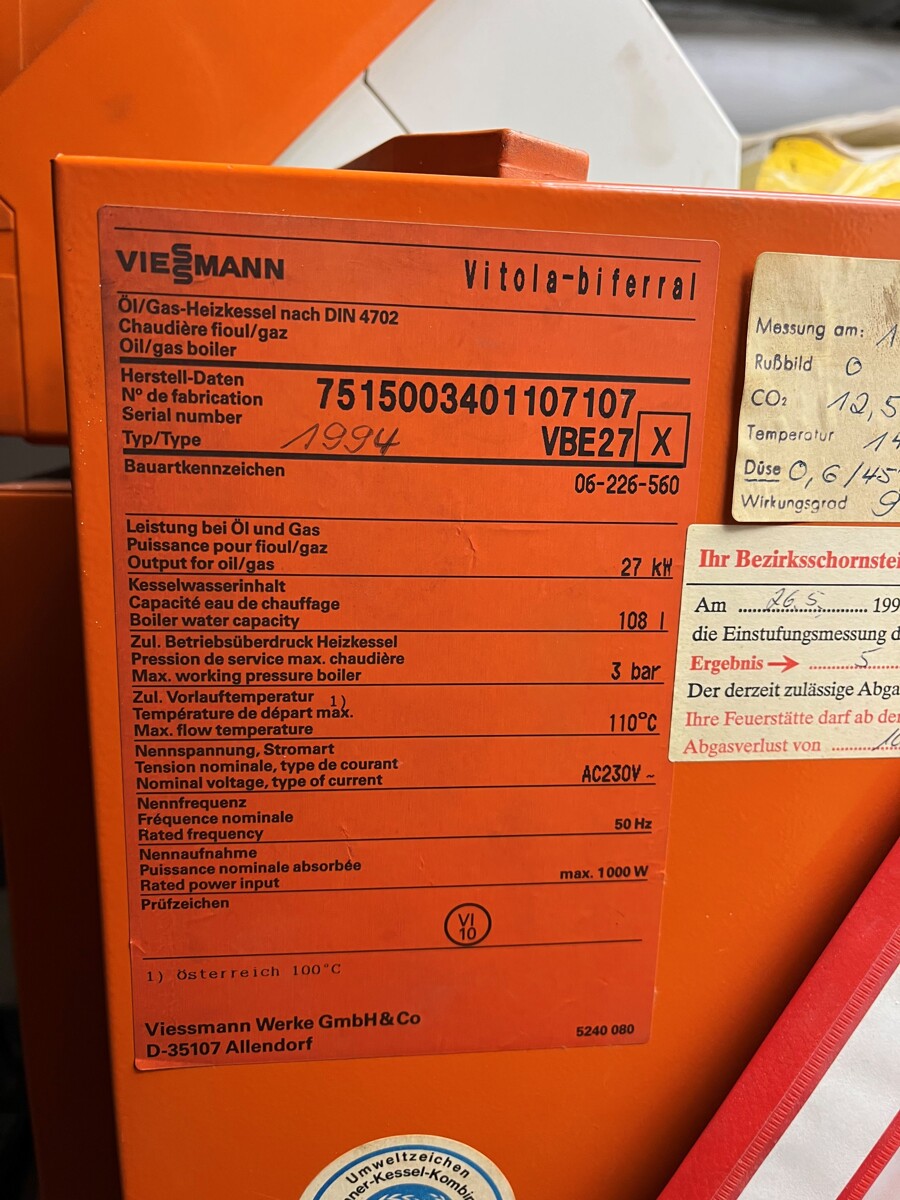 VIESSMANN
Vitola-biferral
Öl/Gas-Heizkessel nach DIN 4702
Chaudière fioul/gaz
Oil/gas boiler
Herstell-Daten
N° de fabrication
Serial number
7515003401107107
Typ/Type
1994
VBE27 X
Bauartkennzeichen
06-226-560
Leistung bei Öl und Gas
Puissance pour fioul/gaz
Output for oil/gas
27 kW
Kesselwasserinhalt
Capacité eau de chauffage
Boiler water capacity
108 l
Zul. Betriebsüberdruck Heizkessel
Pression de service max. chaudière
Max. working pressure boiler
3 bar
Zul. Vorlauftemperatur 1)
Température de départ max.
Max. flow temperature
110°C
Nennspannung, Stromart
Tension nominale, type de courant
Nominal voltage, type of current
AC230V ~
Nennfrequenz
Fréquence nominale
Rated frequency
50 Hz
Nennaufnahme
Puissance nominale absorbée
Rated power input
max. 1000 W
Prüfzeichen
VI
10
1) Österreich 100°C
Viessmann Werke GmbH&Co
D-35107 Allendorf
5240 080
Messung am:
Rußbild 0
CO₂ 12,5
Temperatur
Düse 0,6/45
Wirkungsgrad
Ihr Bezirksschornstei
Am 26.5. 199
die Einstufungsmessung d
Ergebnis → 5
Der derzeit zulässige Abga
Ihre Feuerstätte darf ab de
Abgasverlust von
Umweltzeichen
ner-Kessel-Kombi